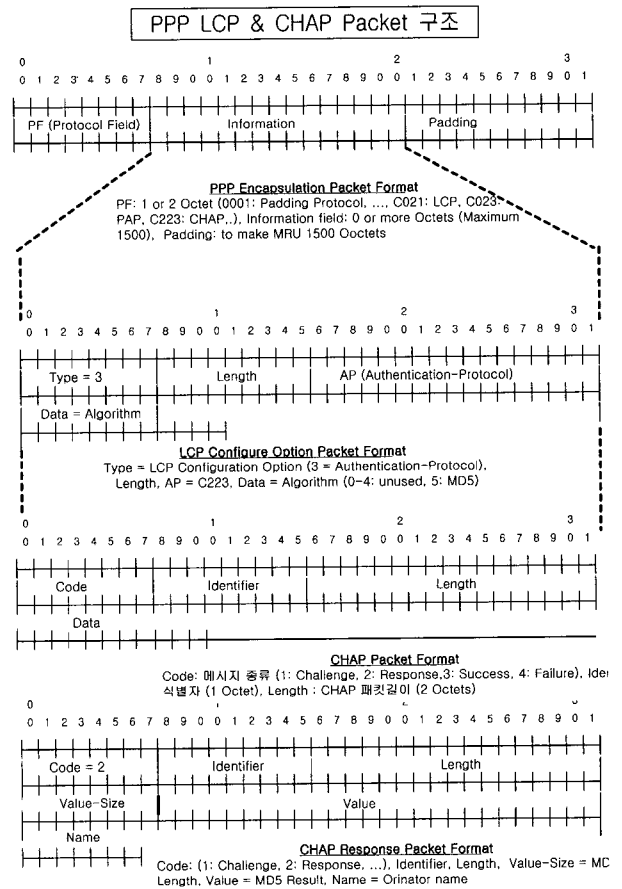 PPP LCP & CHAP Packet 구조
0 1 2 3
0 1 2 3 4 5 6 7 8 9 0 1 2 3 4 5 6 7 8 9 0 1 2 3 4 5 6 7 8 9 0 1
PF (Protocol Field) Information Padding
PPP Encapsulation Packet Format
PF: 1 or 2 Octet (0001: Padding Protocol, ..., C021: LCP, C023:
PAP, C223: CHAP,.), Information field: 0 or more Octets (Maximum
1500), Padding: to make MRU 1500 Ooctets
0 1 2 3
0 1 2 3 4 5 6 7 8 9 0 1 2 3 4 5 6 7 8 9 0 0 1 2 3 4 5 6 7 8 9 0 1
Type = 3 Length AP (Authentication-Protocol)
Data = Algorithm
LCP Configure Option Packet Format
Type = LCP Configuration Option (3 = Authentication-Protocol),
Length, AP = C223, Data = Algorithm (0-4: unused, 5: MD5)
0 1 2 3
0 1 2 3 4 5 6 7 8 9 0 1 2 3 4 5 6 7 8 9 0 0 1 2 3 4 5 6 7 8 9 0 1
Code Identifier Length
Data
CHAP Packet Format
Code: 메시지 종류 (1: Challenge, 2: Response,3: Success, 4: Failure), Ide
식별자 (1 Octet), Length : CHAP 패킷길이 (2 Octets)
0
0 1 2 3 4 5 6 7 8 9 0 1 2 3 4 5 6 7 8 9 0 0 1 2 3 4 5 6 7 8 9 0 1
Code = 2 Identifier Length
Value-Size Value
Name
CHAP Response Packet Format
Code: (1: Challenge, 2: Response, ...), Identifier, Length, Value-Size = MD
Length, Value = MD5 Result, Name = Orinator name